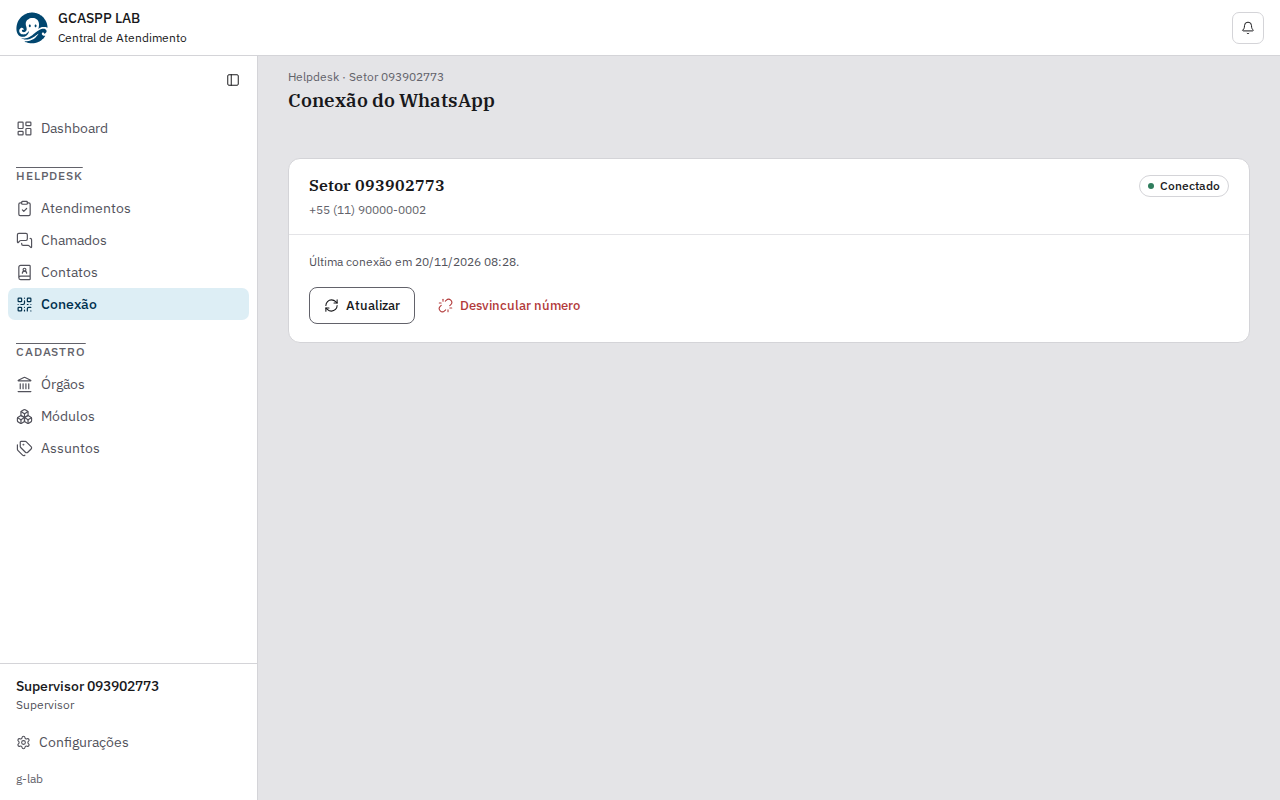 GCASPP LAB
Central de Atendimento
Dashboard
HELPDESK
Atendimentos
Chamados
Contatos
Conexão
CADASTRO
Órgãos
Módulos
Assuntos
Supervisor 093902773
Supervisor
Configurações
g-lab
Helpdesk · Setor 093902773
Conexão do WhatsApp
Setor 093902773
Conectado
+55 (11) 90000-0002
Última conexão em 20/11/2026 08:28.
Atualizar
Desvincular número